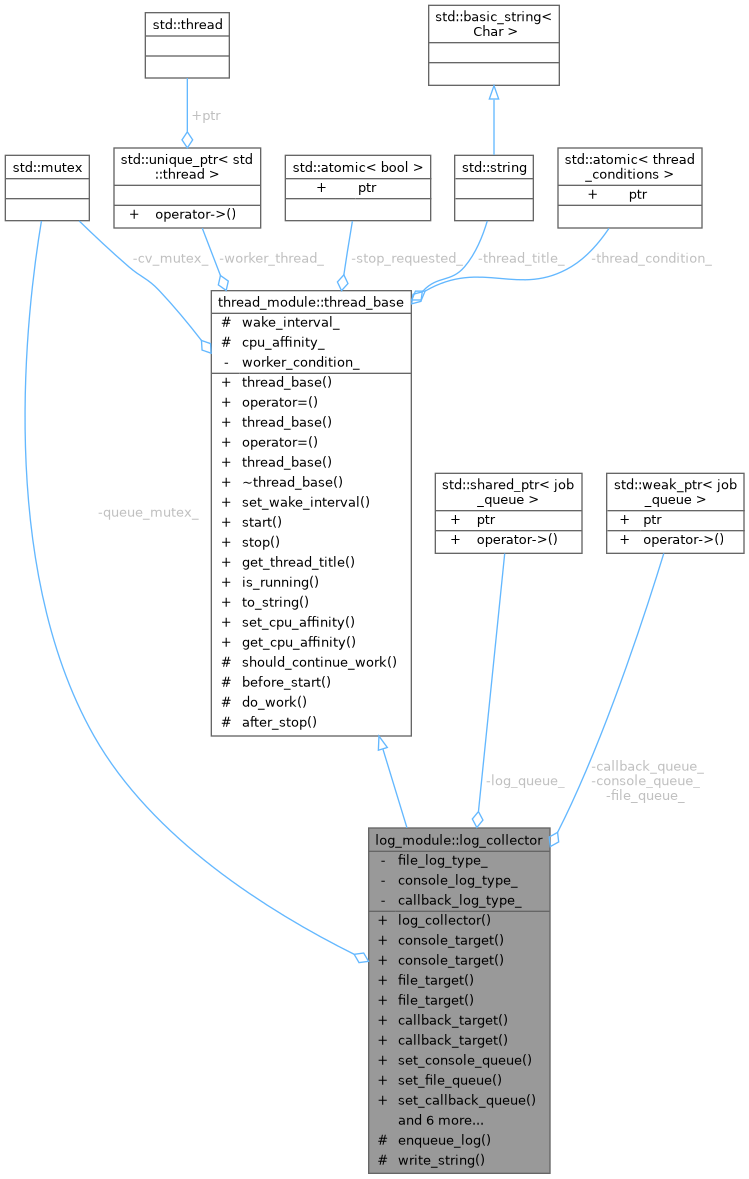 std::thread
std::basic_string<
Char >
+ptr
std::mutex
std::unique_ptr< std
::thread >
+ operator->()
std::atomic< bool >
+ ptr
std::string
std::atomic< thread
_conditions >
+ ptr
-cv_mutex_
-worker_thread_
-stop_requested_
-thread_title_
-thread_condition_
thread_module::thread_base
# wake_interval_
# cpu_affinity_
- worker_condition_
+ thread_base()
+ operator=()
+ thread_base()
+ operator=()
+ thread_base()
+ ~thread_base()
+ set_wake_interval()
+ start()
+ stop()
+ get_thread_title()
+ is_running()
+ to_string()
+ set_cpu_affinity()
+ get_cpu_affinity()
# should_continue_work()
# before_start()
# do_work()
# after_stop()
-queue_mutex_
std::shared_ptr< job
_queue >
+ ptr
+ operator->()
std::weak_ptr< job
_queue >
+ ptr
+ operator->()
-log_queue_
-callback_queue_
-console_queue_
-file_queue_
log_module::log_collector
- file_log_type_
- console_log_type_
- callback_log_type_
+ log_collector()
+ console_target()
+ console_target()
+ file_target()
+ file_target()
+ callback_target()
+ callback_target()
+ set_console_queue()
+ set_file_queue()
+ set_callback_queue()
and 6 more...
# enqueue_log()
# write_string()